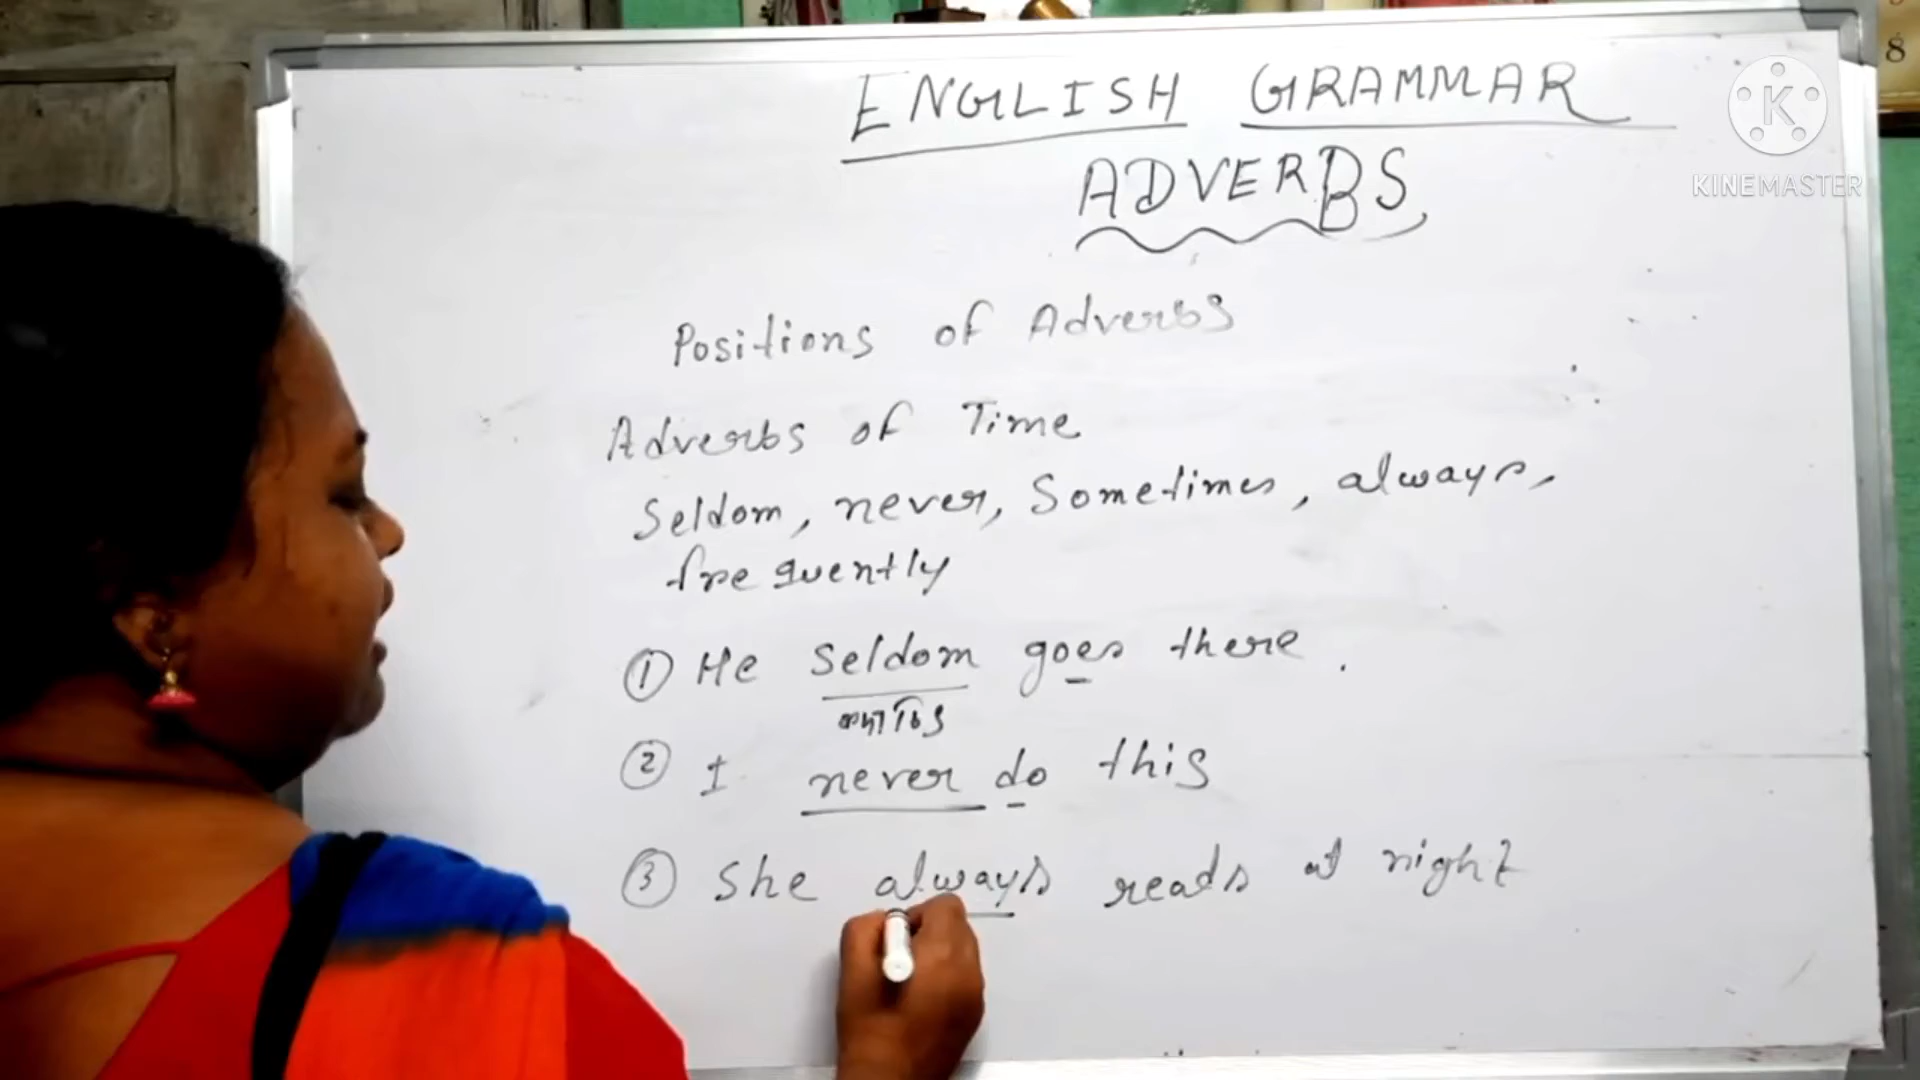 ENGLISH GRAMMAR
ADVERBS
K
KINEMASTER
8
Positions of Adverbs
Adverbs of Time
Seldom, never, Sometimes, always,
frequently
① He seldom goes there.
কদাচিৎ
② I never do this
③ She always reads at night